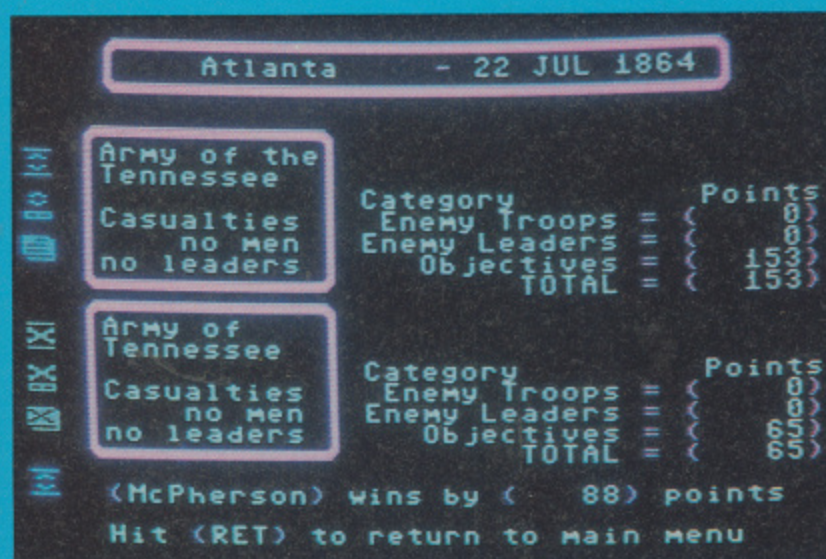 Atlanta - 22 JUL 1864
Army of the
Tennessee
Casualties
no men
no leaders
Category Points
Enemy Troops = ( 0)
Enemy Leaders = ( 0)
Objectives = ( 153)
TOTAL = ( 153)
Army of
Tennessee
Casualties
no men
no leaders
Category Points
Enemy Troops = ( 0)
Enemy Leaders = ( 0)
Objectives = ( 65)
TOTAL = ( 65)
(McPherson) wins by ( 88) points
Hit (RET) to return to main menu